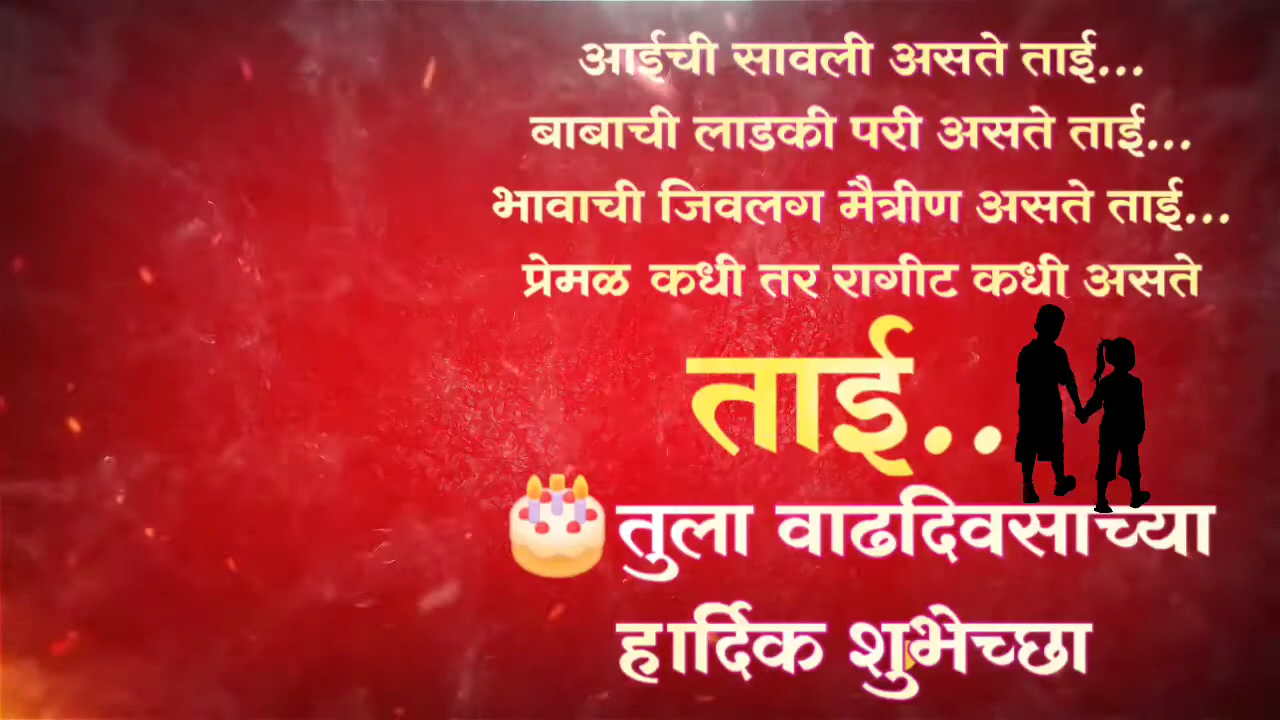 आईची सावली असते ताई...
बाबाची लाडकी परी असते ताई...
भावाची जिवलग मैत्रीण असते ताई...
प्रेमळ कधी तर रागीट कधी असते
ताई..
तुला वाढदिवसाच्या
हार्दिक शुभेच्छा